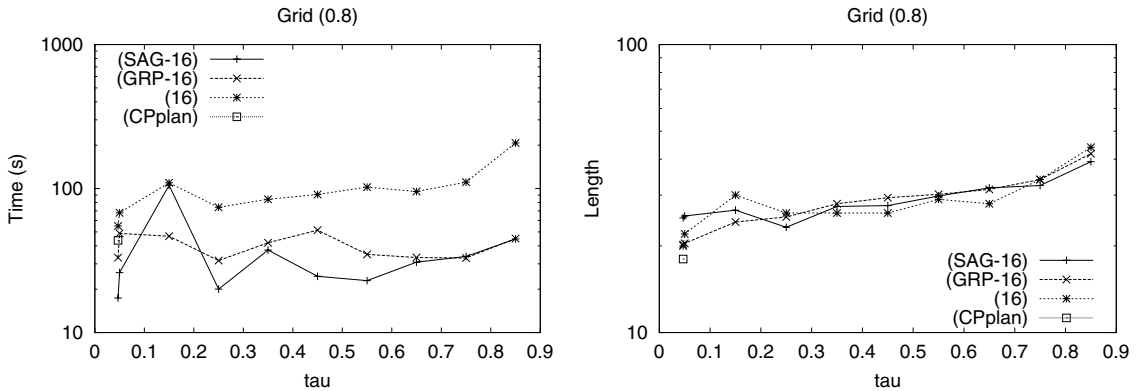 Grid (0.8)
1000
100
10
Time (s)
(SAG-16)
(GRP-16)
(16)
(CPplan)
0 0.1 0.2 0.3 0.4 0.5 0.6 0.7 0.8 0.9
tau
Grid (0.8)
100
10
Length
(SAG-16)
(GRP-16)
(16)
(CPplan)
0 0.1 0.2 0.3 0.4 0.5 0.6 0.7 0.8 0.9
tau